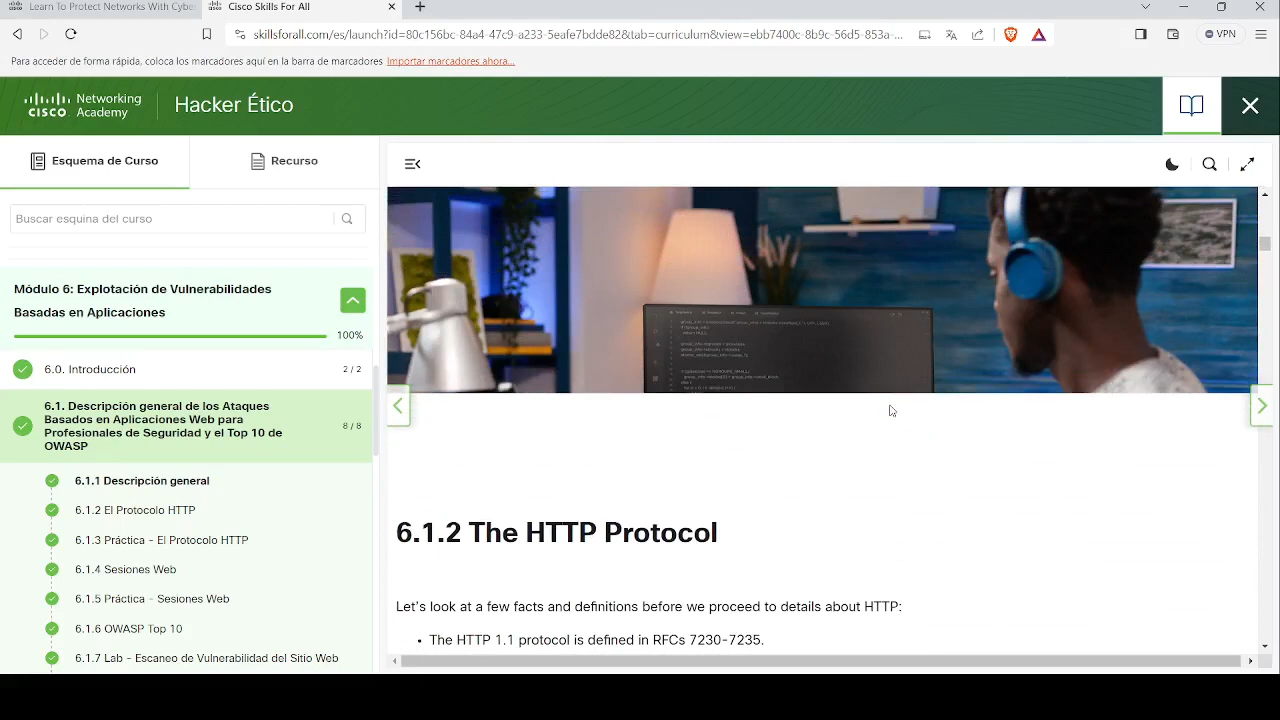 Learn To Protect Networks With Cyber
Cisco Skills For All
skillsforall.com/es/launch?id=80c156bc-84a4-47c9-a233-5eafe7bdde82&tab=curriculum&view=ebb7400c-8b9c-56d5-853a-...
VPN
Para acceder de forma rápida, coloca los marcadores aquí en la barra de marcadores Importar marcadores ahora...
Networking
CISCO Academy
Hacker Ético
Esquema de Curso
Recurso
Buscar esquina del curso
Módulo 6: Explotación de Vulnerabilidades
Basadas en Aplicaciones
100%
6.0. Introducción
2 / 2
6.1. Descripción general de los Ataques
Basados en Aplicaciones Web para
Profesionales de Seguridad y el Top 10 de
OWASP
8 / 8
6.1.1 Descripción general
6.1.2 El Protocolo HTTP
6.1.3 Práctica - El Protocolo HTTP
6.1.4 Sesiones Web
6.1.5 Práctica - Sesiones Web
6.1.6 OWASP Top 10
6.1.7 Lab - Escaneo de Vulnerabilidad del Sitio Web
6.1.2 The HTTP Protocol
Let's look at a few facts and definitions before we proceed to details about HTTP:
• The HTTP 1.1 protocol is defined in RFCs 7230-7235.